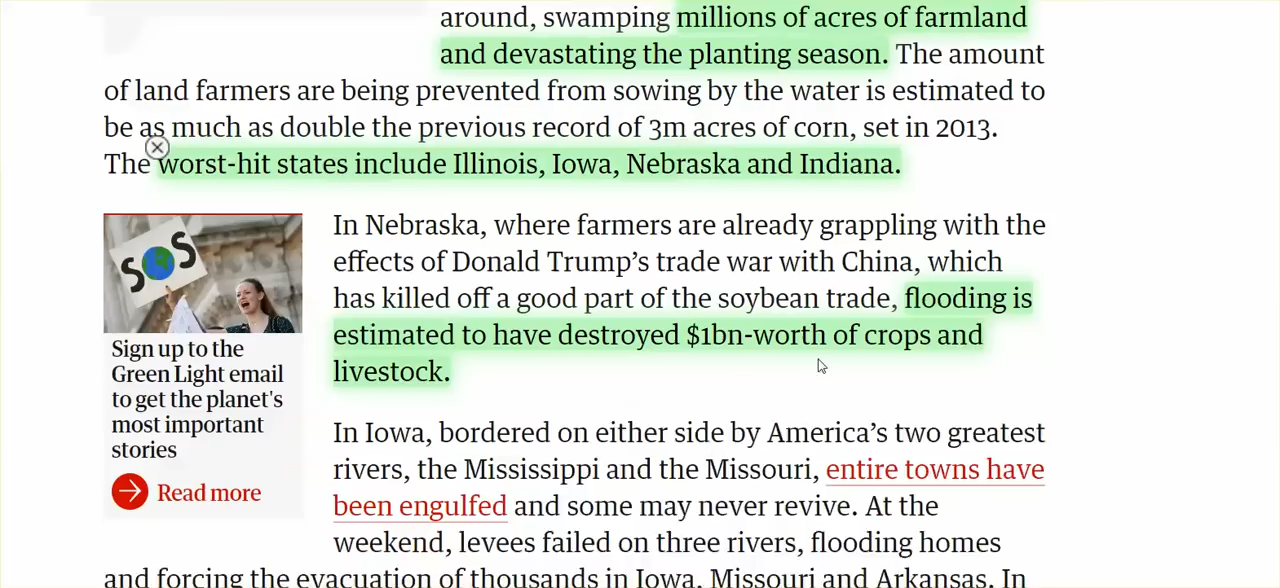 around, swamping millions of acres of farmland
and devastating the planting season. The amount
of land farmers are being prevented from sowing by the water is estimated to
be as much as double the previous record of 3m acres of corn, set in 2013.
The worst-hit states include Illinois, Iowa, Nebraska and Indiana.
SOS
Sign up to the
Green Light email
to get the planet's
most important
stories
Read more
In Nebraska, where farmers are already grappling with the
effects of Donald Trump’s trade war with China, which
has killed off a good part of the soybean trade, flooding is
estimated to have destroyed $1bn-worth of crops and
livestock.
In Iowa, bordered on either side by America’s two greatest
rivers, the Mississippi and the Missouri, entire towns have
been engulfed and some may never revive. At the
weekend, levees failed on three rivers, flooding homes
and forcing the evacuation of thousands in Iowa, Missouri and Arkansas. In